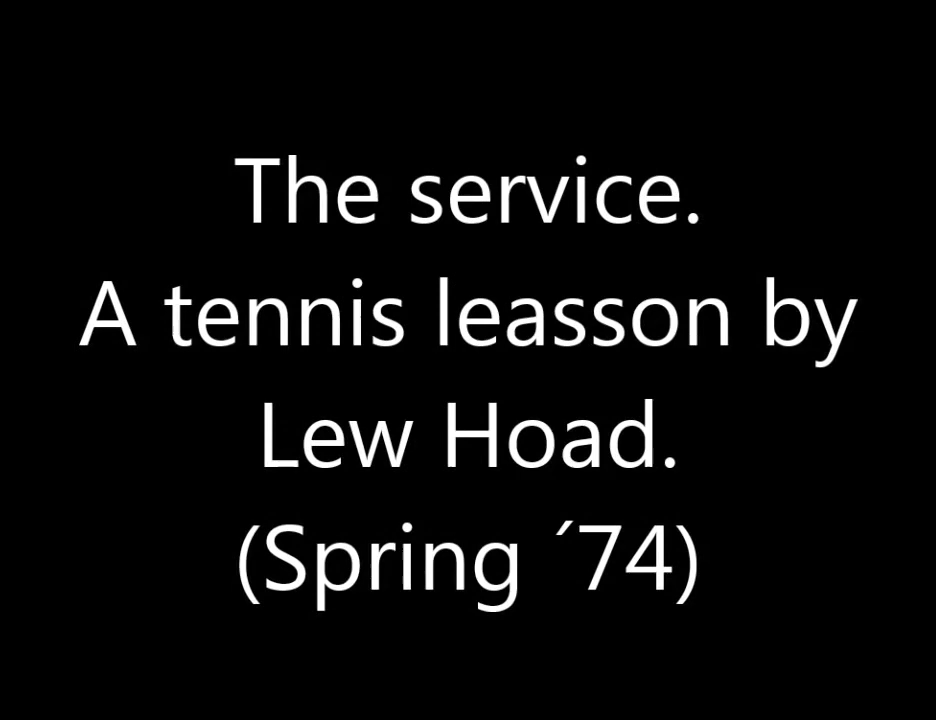 The service.
A tennis leasson by
Lew Hoad.
(Spring ´74)